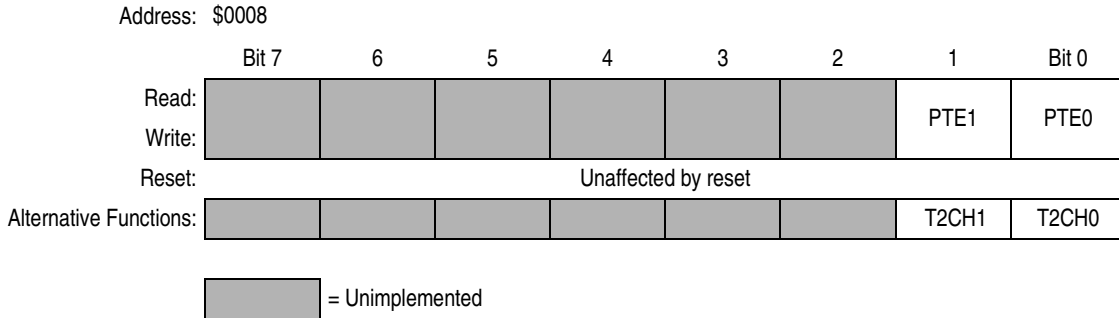 Address: $0008
Bit 7 6 5 4 3 2 1 Bit 0
Read:
PTE1 PTE0
Write:
Reset: Unaffected by reset
Alternative Functions: T2CH1 T2CH0
= Unimplemented